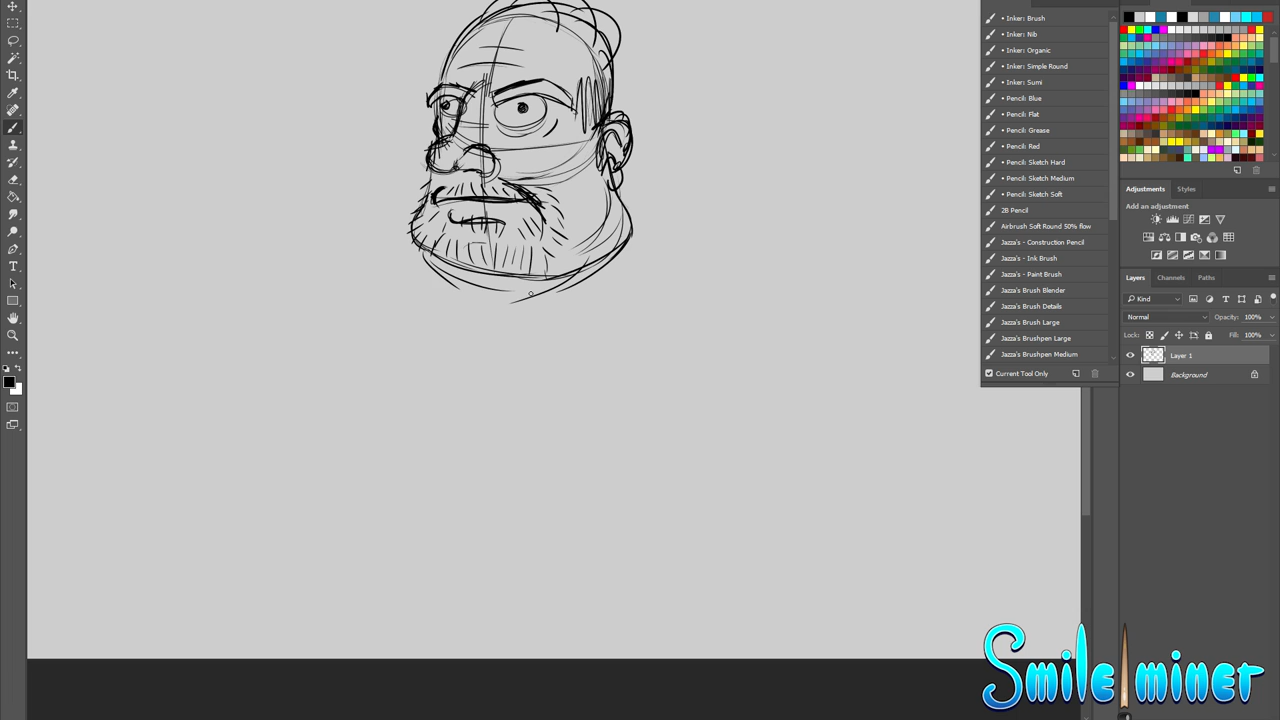 • Inker: Brush
• Inker: Nib
• Inker: Organic
• Inker: Simple Round
• Inker: Sumi
• Pencil: Blue
• Pencil: Flat
• Pencil: Grease
• Pencil: Red
• Pencil: Sketch Hard
• Pencil: Sketch Medium
• Pencil: Sketch Soft
2B Pencil
Airbrush Soft Round 50% flow
Jazza's - Construction Pencil
Jazza's - Ink Brush
Jazza's - Paint Brush
Jazza's Brush Blender
Jazza's Brush Details
Jazza's Brush Large
Jazza's Brushpen Large
Jazza's Brushpen Medium
Current Tool Only
Adjustments Styles
Add an adjustment
Layers Channels Paths
Kind
Normal Opacity: 100%
Lock: Fill: 100%
Layer 1
Background
Smile miner